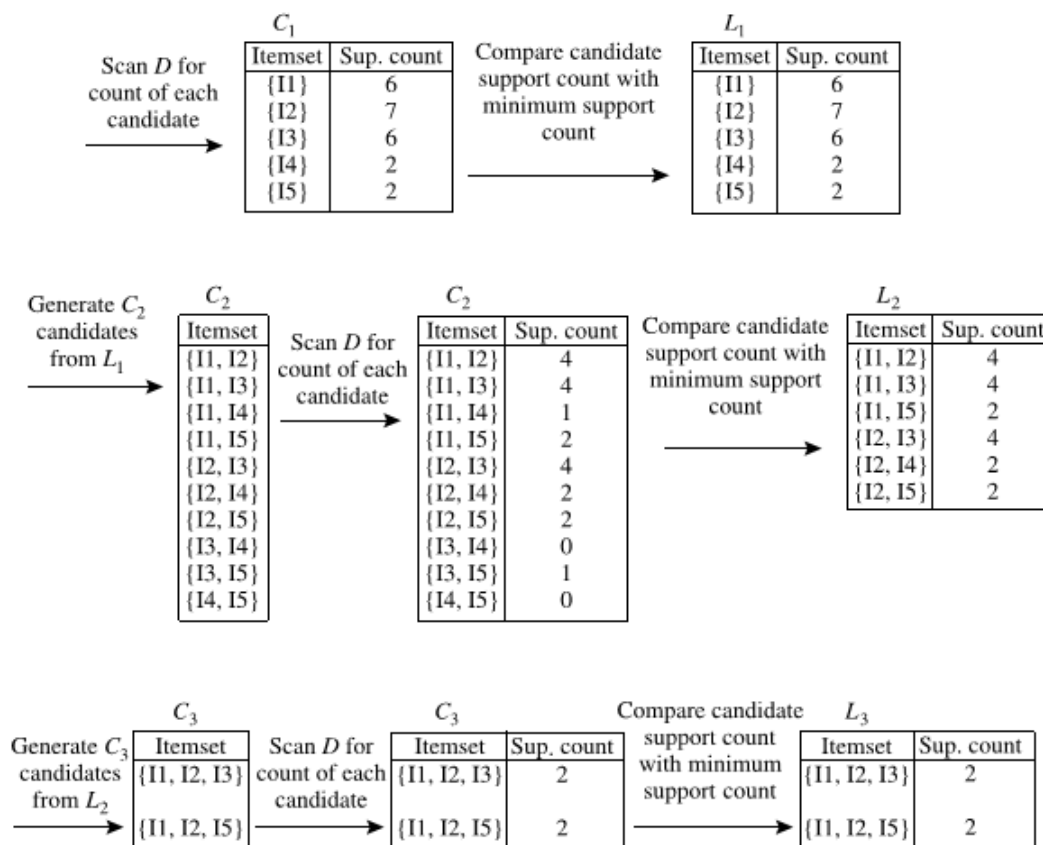 C1
L1
Scan D for
count of each
candidate
Itemset Sup. count
{I1} 6
{I2} 7
{I3} 6
{I4} 2
{I5} 2
Compare candidate
support count with
minimum support
count
Itemset Sup. count
{I1} 6
{I2} 7
{I3} 6
{I4} 2
{I5} 2
Generate C2
candidates
from L1
C2
Itemset
{I1, I2}
{I1, I3}
{I1, I4}
{I1, I5}
{I2, I3}
{I2, I4}
{I2, I5}
{I3, I4}
{I3, I5}
{I4, I5}
Scan D for
count of each
candidate
C2
Itemset Sup. count
{I1, I2} 4
{I1, I3} 4
{I1, I4} 1
{I1, I5} 2
{I2, I3} 4
{I2, I4} 2
{I2, I5} 2
{I3, I4} 0
{I3, I5} 1
{I4, I5} 0
Compare candidate
support count with
minimum support
count
L2
Itemset Sup. count
{I1, I2} 4
{I1, I3} 4
{I1, I5} 2
{I2, I3} 4
{I2, I4} 2
{I2, I5} 2
Generate C3
candidates
from L2
C3
Itemset
{I1, I2, I3}
{I1, I2, I5}
Scan D for
count of each
candidate
C3
Itemset Sup. count
{I1, I2, I3} 2
{I1, I2, I5} 2
Compare candidate
support count
with minimum
support count
L3
Itemset Sup. count
{I1, I2, I3} 2
{I1, I2, I5} 2